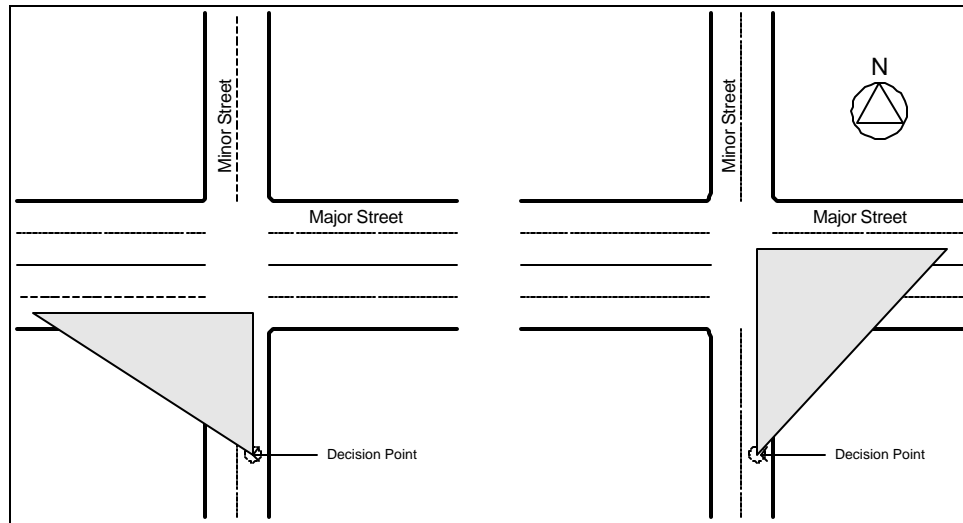 Minor Street
Minor Street
N
Major Street
Major Street
Decision Point
Decision Point